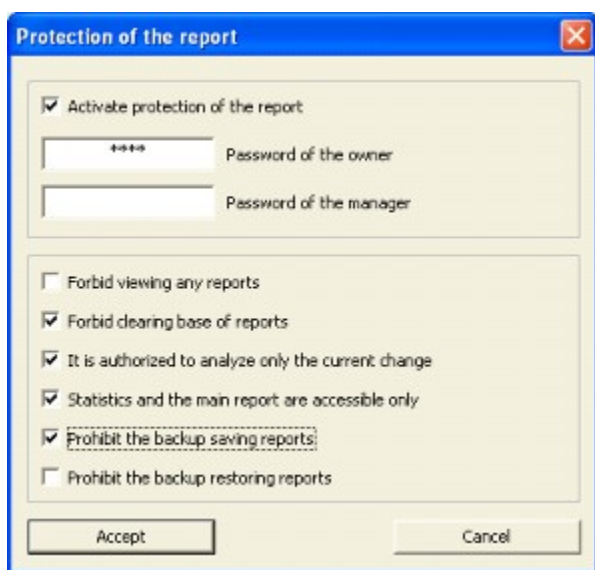 Protection of the report
Activate protection of the report
**** Password of the owner
Password of the manager
Forbid viewing any reports
Forbid clearing base of reports
It is authorized to analyze only the current change
Statistics and the main report are accessible only
Prohibit the backup saving reports
Prohibit the backup restoring reports
Accept Cancel